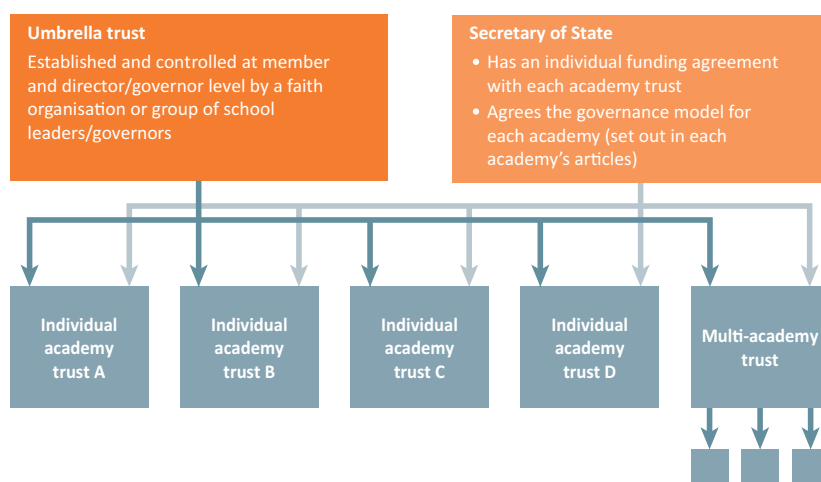 Umbrella trust
Established and controlled at member
and director/governor level by a faith
organisation or group of school
leaders/governors
Secretary of State
• Has an individual funding agreement
with each academy trust
• Agrees the governance model for
each academy (set out in each
academy's articles)
Individual
academy
trust A
Individual
academy
trust B
Individual
academy
trust C
Individual
academy
trust D
Multi-academy
trust